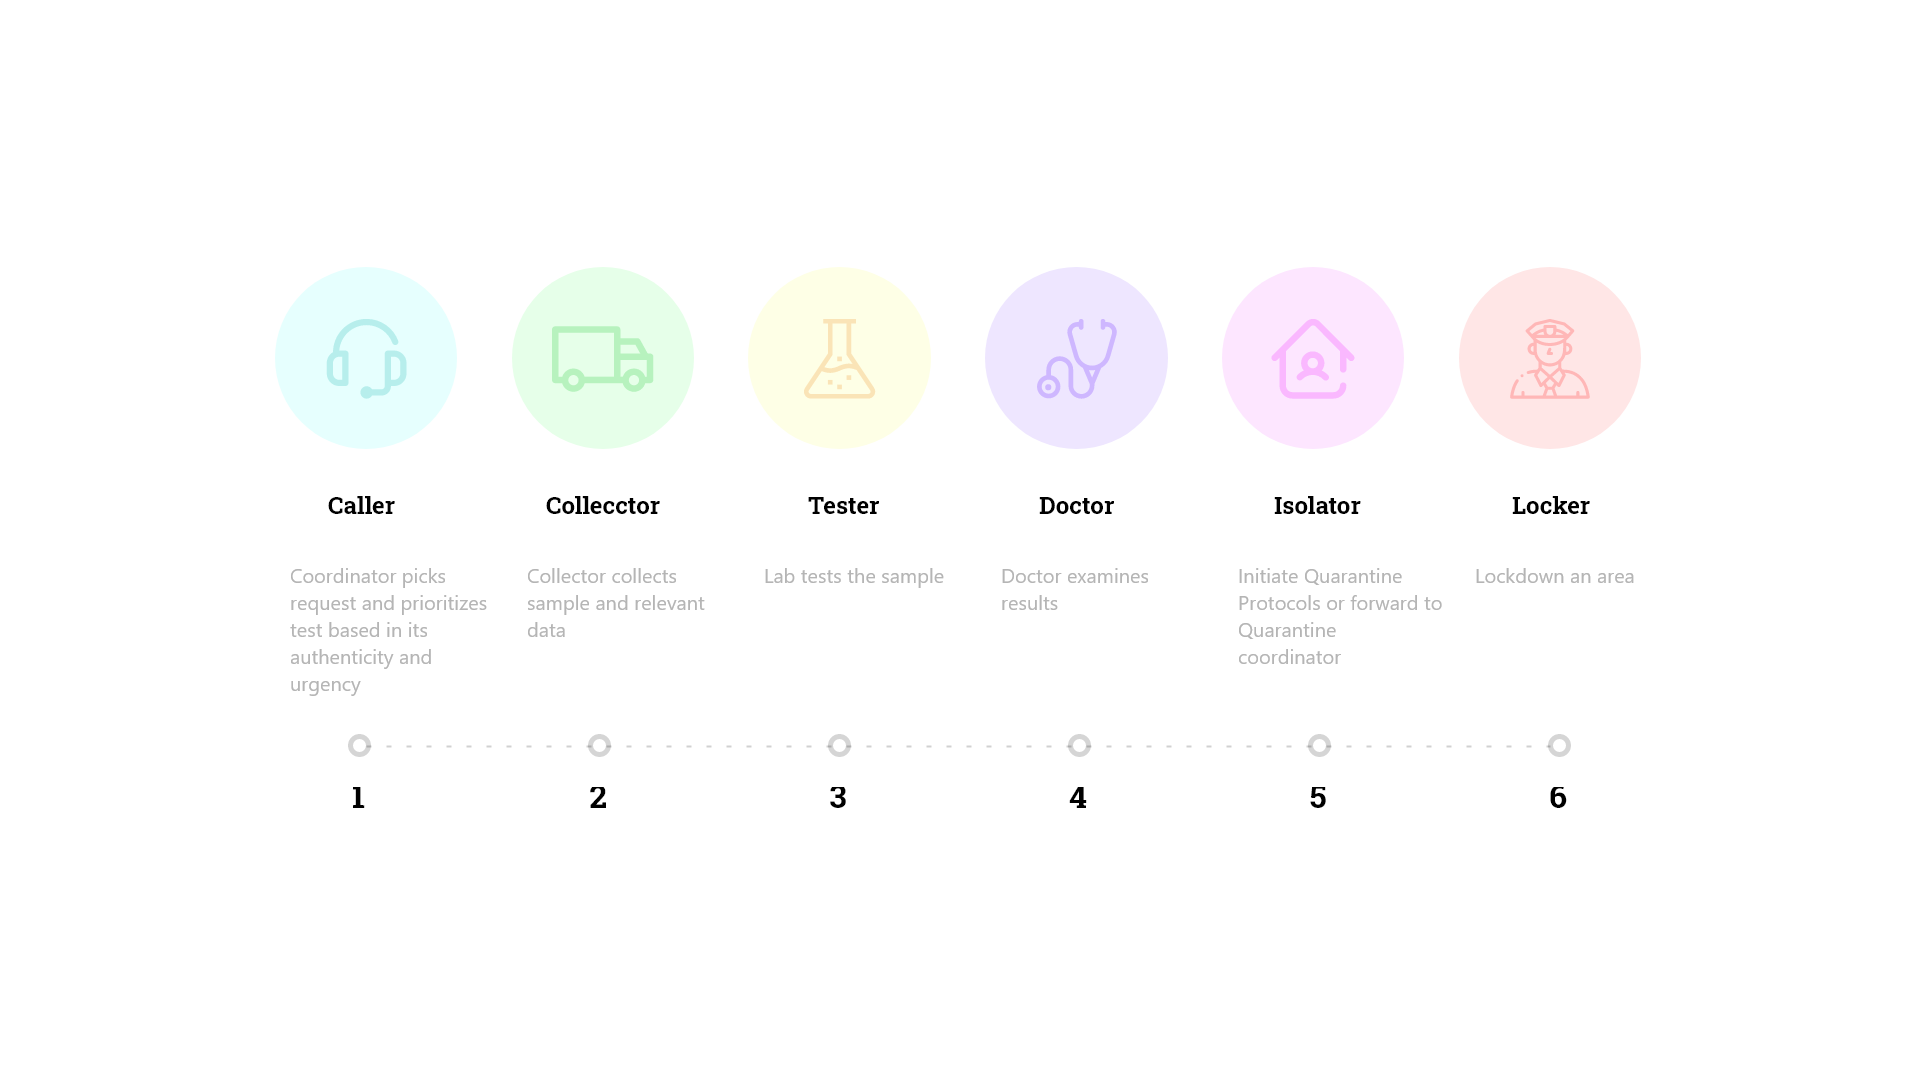 Caller
Collecctor
Tester
Doctor
Isolator
Locker
Coordinator picks
request and prioritizes
test based in its
authenticity and
urgency
Collector collects
sample and relevant
data
Lab tests the sample
Doctor examines
results
Initiate Quarantine
Protocols or forward to
Quarantine
coordinator
Lockdown an area
1
2
3
4
5
6